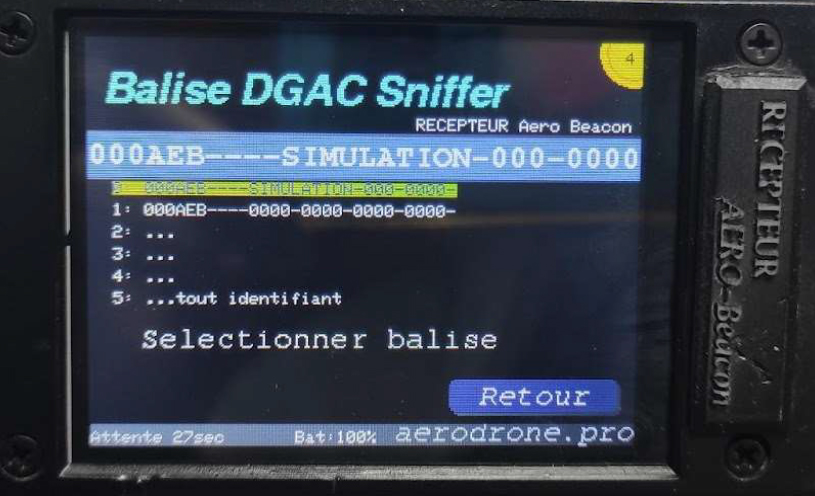 4
Balise DGAC Sniffer
RECEPTEUR Aero Beacon
000AEB----SIMULATION-000-0000
0: 000AEB----SIMULATION-000-0000-
1: 000AEB----0000-0000-0000-0000-
2: ...
3: ...
4: ...
5: ...tout identifiant
Selectionner balise
Retour
Attente 27sec Bat:100% aerodrone.pro
RECEPTEUR
AERO-Beacon